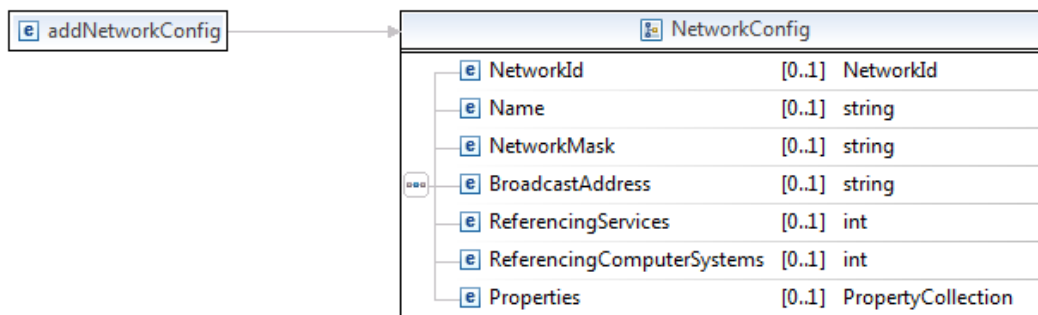 e addNetworkConfig
NetworkConfig
e NetworkId [0..1] NetworkId
e Name [0..1] string
e NetworkMask [0..1] string
e BroadcastAddress [0..1] string
e ReferencingServices [0..1] int
e ReferencingComputerSystems [0..1] int
e Properties [0..1] PropertyCollection